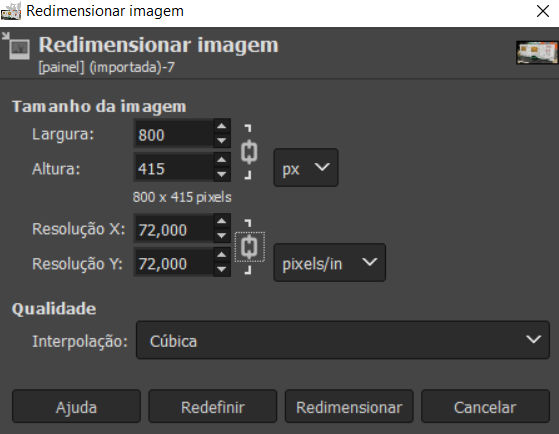 Redimensionar imagem
Redimensionar imagem
[painel] (importada)-7
Tamanho da imagem
Largura: 800
Altura: 415 px
800 x 415 pixels
Resolução X: 72,000
Resolução Y: 72,000 pixels/in
Qualidade
Interpolação: Cúbica
Ajuda Redefinir Redimensionar Cancelar